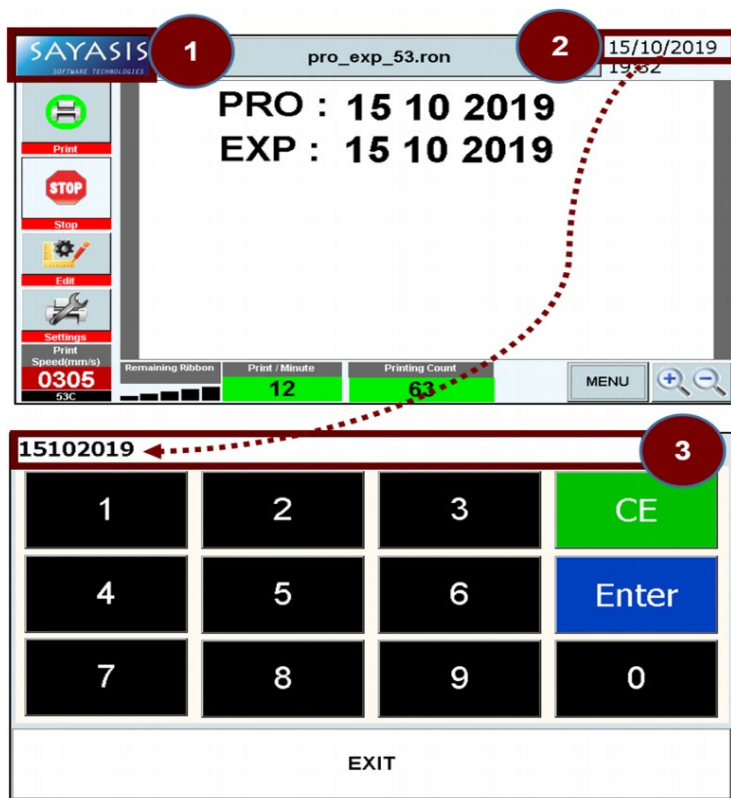 SAYASIS
SOFTWARE TECHNOLOGIES
1
pro_exp_53.ron
2
15/10/2019
19:32
PRO : 15 10 2019
EXP : 15 10 2019
Print
STOP
Stop
Edit
Settings
Print
Speed(mm/s)
0305
53C
Remaining Ribbon
Print / Minute
12
Printing Count
63
MENU
15102019
3
1 2 3 CE
4 5 6 Enter
7 8 9 0
EXIT